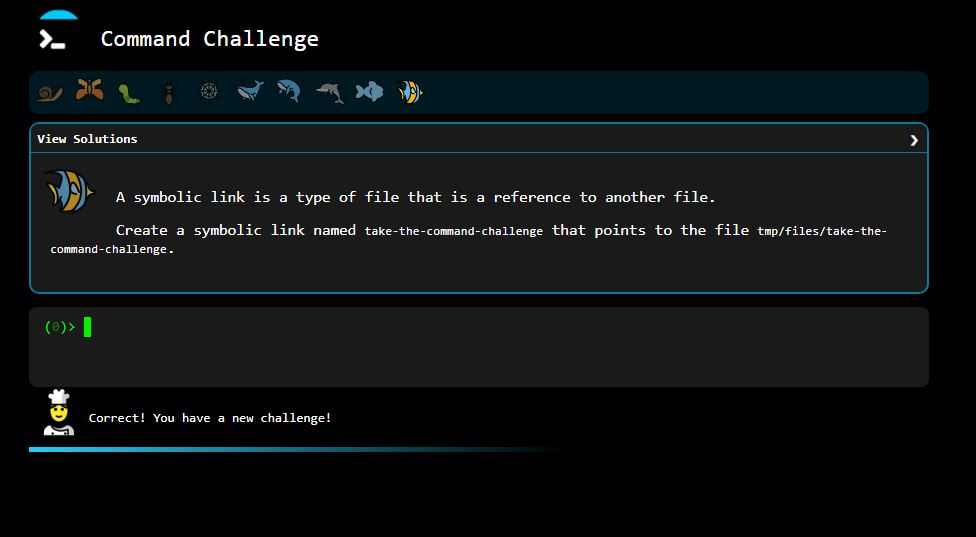 Command Challenge
View Solutions
A symbolic link is a type of file that is a reference to another file.
Create a symbolic link named take-the-command-challenge that points to the file tmp/files/take-the-
command-challenge.
(0)>
Correct! You have a new challenge!